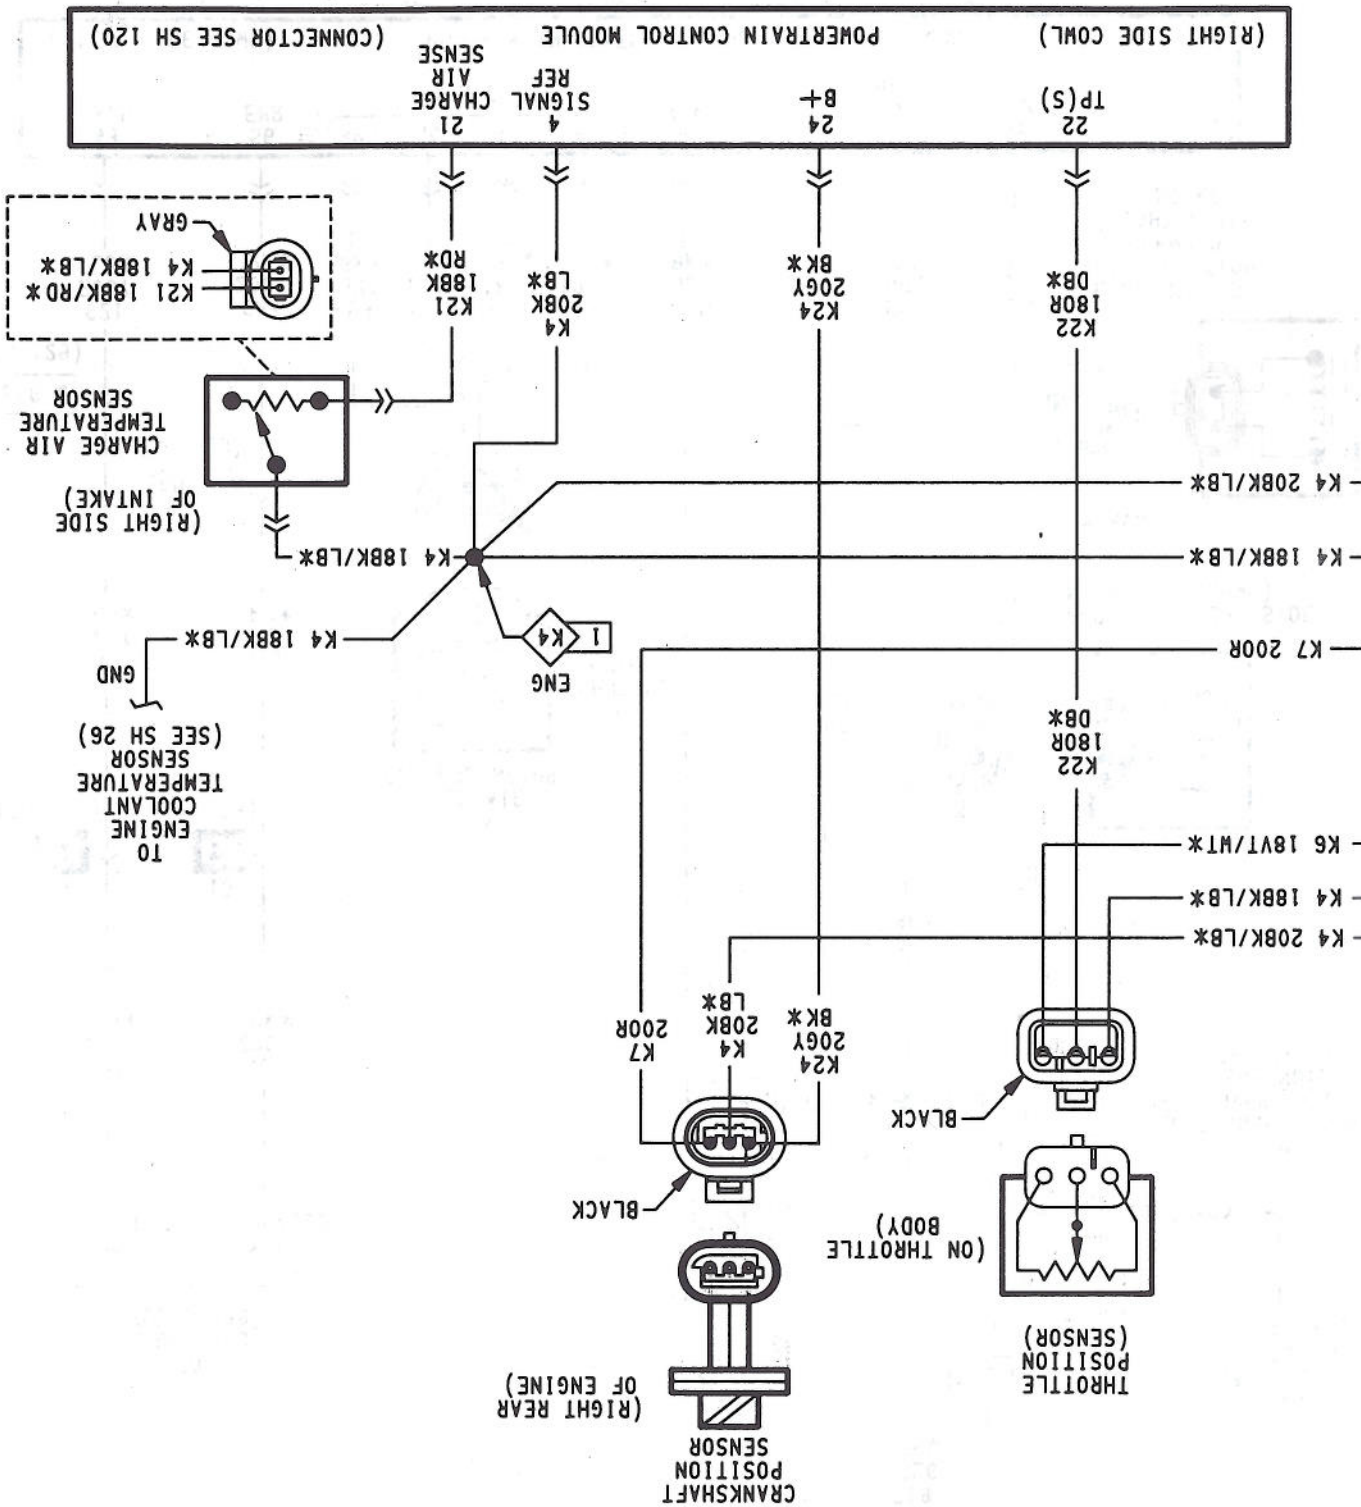 CRANKSHAFT
POSITION
SENSOR
(RIGHT REAR
OF ENGINE)
THROTTLE
POSITION
(SENSOR)
(ON THROTTLE
BODY)
BLACK
BLACK
K24
20GY
BK*
K4
20BK
LB*
K7
20OR
K4 20BK/LB*
K4 18BK/LB*
K6 18VT/WT*
TO
ENGINE
COOLANT
TEMPERATURE
SENSOR
(SEE SH 26)
GND
K22
18OR
DB*
K7 20OR
ENG
1
K4
K4 18BK/LB*
K4 18BK/LB*
K4 18BK/LB*
K4 20BK/LB*
(RIGHT SIDE
OF INTAKE)
CHARGE AIR
TEMPERATURE
SENSOR
K22
18OR
DB*
K24
20GY
BK*
K4
20BK
LB*
K21
18BK
RD*
K21 18BK/RD*
K4 18BK/LB*
GRAY
22
TP(S)
24
B+
4
SIGNAL
REF
21
CHARGE
AIR
SENSE
(RIGHT SIDE COWL)
POWERTRAIN CONTROL MODULE
(CONNECTOR SEE SH 120)